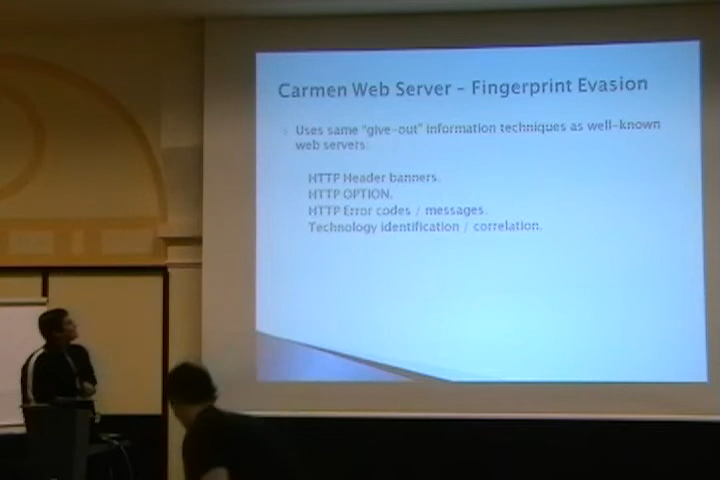 Carmen Web Server - Fingerprint Evasion
Uses same "give-out" information techniques as well-known
web servers:
HTTP Header banners.
HTTP OPTION.
HTTP Error codes / messages.
Technology identification / correlation.